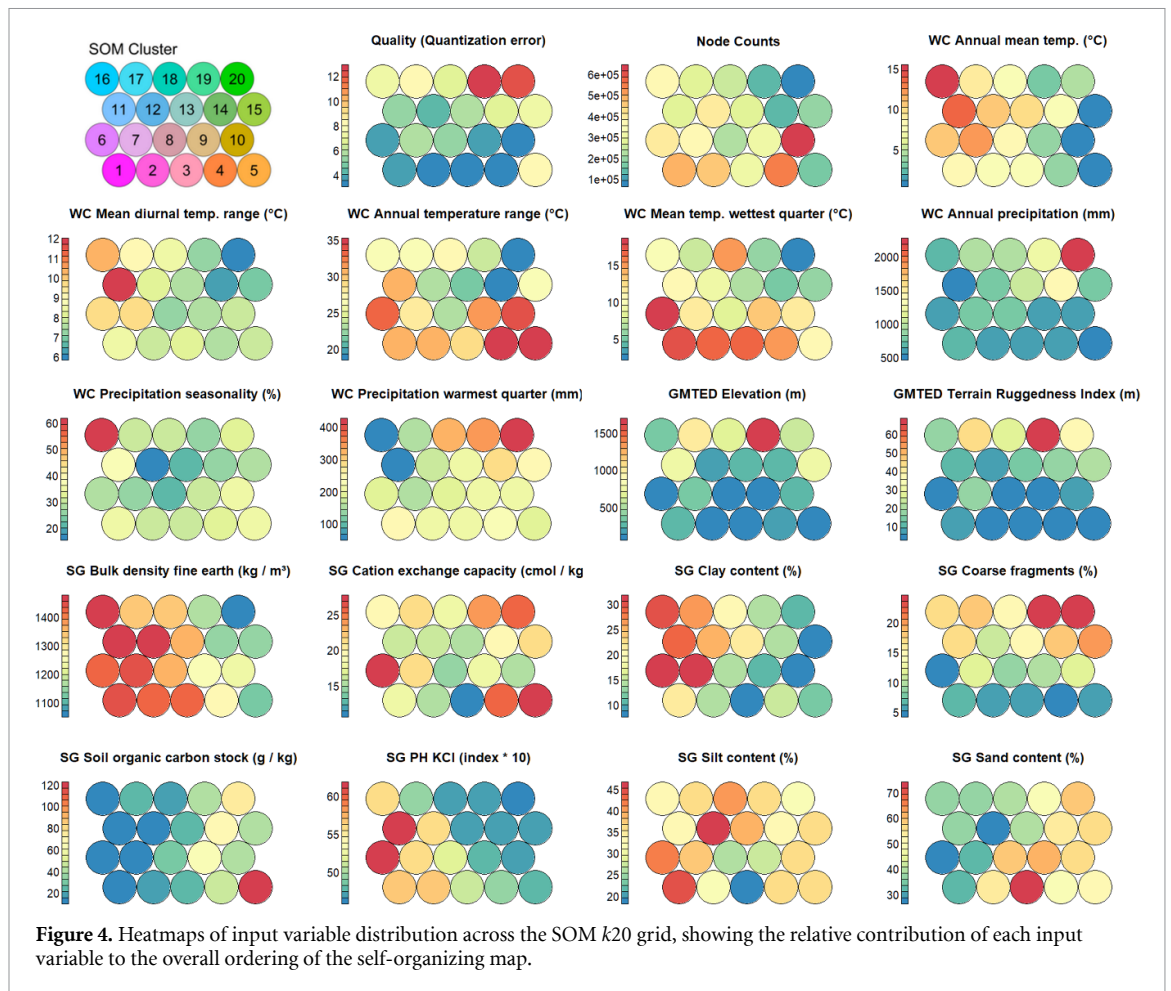 SOM Cluster
16 17 18 19 20
11 12 13 14 15
6 7 8 9 10
1 2 3 4 5
Quality (Quantization error)
12
10
8
6
4
Node Counts
6e+05
5e+05
4e+05
3e+05
2e+05
1e+05
WC Annual mean temp. (°C)
15
10
5
WC Mean diurnal temp. range (°C)
12
11
10
9
8
7
6
WC Annual temperature range (°C)
35
30
25
20
WC Mean temp. wettest quarter (°C)
15
10
5
WC Annual precipitation (mm)
2000
1500
1000
500
WC Precipitation seasonality (%)
60
50
40
30
20
WC Precipitation warmest quarter (mm)
400
300
200
100
GMTED Elevation (m)
1500
1000
500
GMTED Terrain Ruggedness Index (m)
60
50
40
30
20
10
SG Bulk density fine earth (kg / m³)
1400
1300
1200
1100
SG Cation exchange capacity (cmol / kg
25
20
15
SG Clay content (%)
30
25
20
15
10
SG Coarse fragments (%)
20
15
10
5
SG Soil organic carbon stock (g / kg)
120
100
80
60
40
20
SG PH KCl (index * 10)
60
55
50
SG Silt content (%)
45
40
35
30
25
20
SG Sand content (%)
70
60
50
40
30
Figure 4. Heatmaps of input variable distribution across the SOM k20 grid, showing the relative contribution of each input
variable to the overall ordering of the self-organizing map.